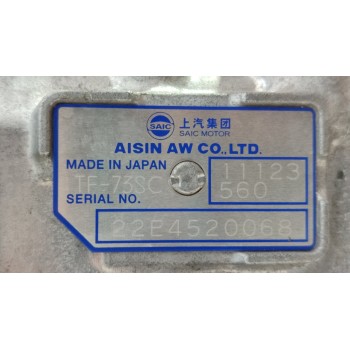 SAIC
上汽集团
SAIC MOTOR
AISIN AW CO.,LTD.
MADE IN JAPAN
TF-73SC
11123
560
SERIAL NO.
22E4520068